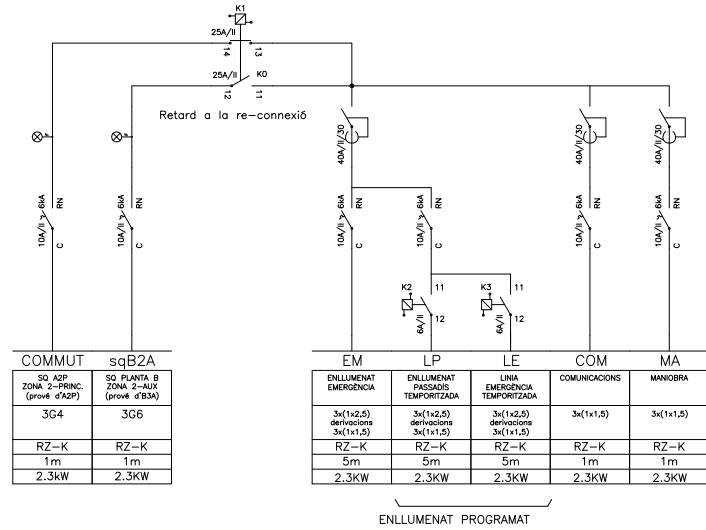 K1
25A/II
14
13
25A/II
K0
12
11
Retard a la re-connexió
40A/II/30
40A/II/30
40A/II/30
10A/II 6kA
RN
C
10A/II 6kA
RN
C
10A/II 6kA
RN
C
10A/II 6kA
RN
C
10A/II 6kA
RN
C
10A/II 6kA
RN
C
K2
11
6A/II
12
K3
11
6A/II
12
COMMUT sqB2A EM LP LE COM MA
SQ A2P
ZONA 2-PRINC.
(prové d'A2P)
SQ PLANTA B
ZONA 2-AUX
(prové d'B3A)
ENLLUMENAT
EMERGÈNCIA
ENLLUMENAT
PASSADÍS
TEMPORITZADA
LINIA
EMERGÈNCIA
TEMPORITZADA
COMUNICACIONS
MANIOBRA
3G4
3G6
3x(1x2,5)
derivacions
3x(1x1,5)
3x(1x2,5)
derivacions
3x(1x1,5)
3x(1x2,5)
derivacions
3x(1x1,5)
3x(1x1,5)
3x(1x1,5)
RZ-K RZ-K RZ-K RZ-K RZ-K RZ-K RZ-K
1m 1m 5m 5m 5m 1m 1m
2.3kW 2.3KW 2.3KW 2.3KW 2.3KW 2.3KW 2.3KW
ENLLUMENAT PROGRAMAT